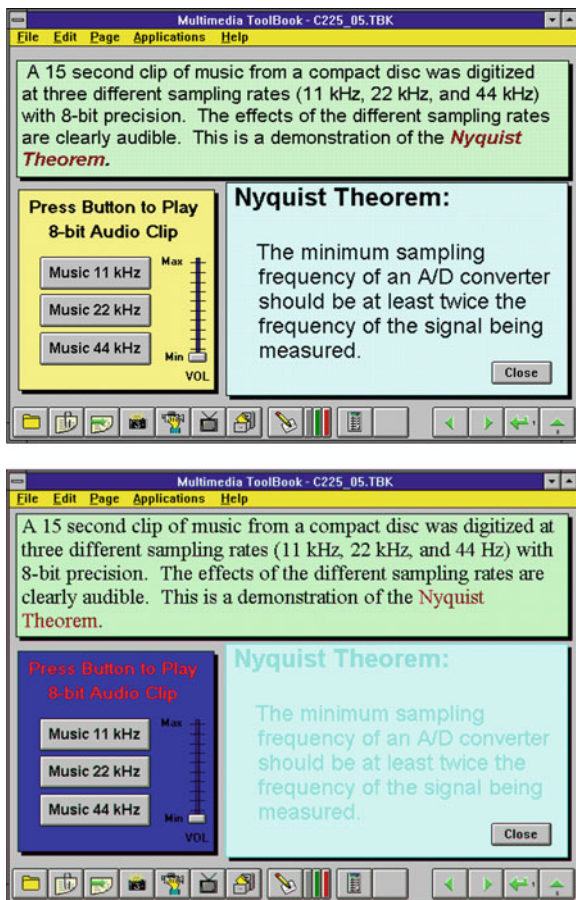 Multimedia ToolBook - C225_05.TBK
File Edit Page Applications Help
A 15 second clip of music from a compact disc was digitized
at three different sampling rates (11 kHz, 22 kHz, and 44 kHz)
with 8-bit precision. The effects of the different sampling rates
are clearly audible. This is a demonstration of the Nyquist
Theorem.
Press Button to Play
8-bit Audio Clip
Music 11 kHz
Music 22 kHz
Music 44 kHz
Max
Min
VOL
Nyquist Theorem:
The minimum sampling
frequency of an A/D converter
should be at least twice the
frequency of the signal being
measured.
Close
Multimedia ToolBook - C225_05.TBK
File Edit Page Applications Help
A 15 second clip of music from a compact disc was digitized at
three different sampling rates (11 kHz, 22 kHz, and 44 Hz) with
8-bit precision. The effects of the different sampling rates are
clearly audible. This is a demonstration of the Nyquist
Theorem.
Press Button to Play
8-bit Audio Clip
Music 11 kHz
Music 22 kHz
Music 44 kHz
Max
Min
VOL
Nyquist Theorem:
The minimum sampling
frequency of an A/D converter
should be at least twice the
frequency of the signal being
measured.
Close